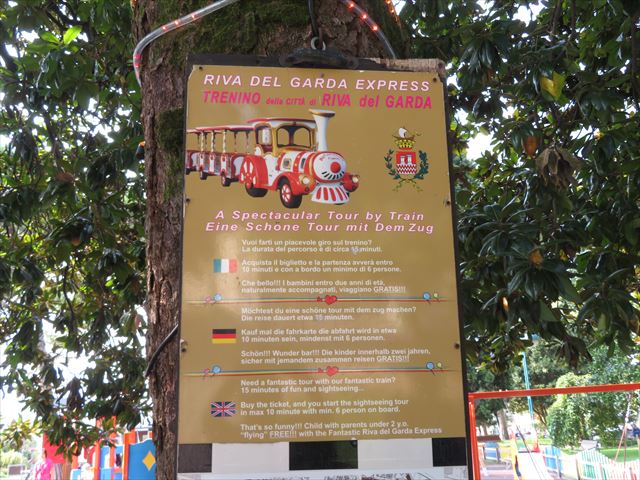 RIVA DEL GARDA EXPRESS
TRENINO della CITTÀ di RIVA del GARDA
A Spectacular Tour by Train
Eine Schöne Tour mit Dem Zug
Vuoi farti un piacevole giro sul trenino?
La durata del percorso è di circa 15 minuti.
Acquista il biglietto e la partenza avverrà entro
10 minuti e con a bordo un minimo di 6 persone.
Che bello!!! I bambini entro due anni di età,
naturalmente accompagnati, viaggiano GRATIS!!!
Möchtest du eine schöne tour mit dem zug machen?
Die reise dauert etwa 15 minuten.
Kauf mal die fahrkarte die abfahrt wird in etwa
10 minuten sein, mindenst mit 6 personen.
Schön!!! Wunder bar!!! Die kinder innerhalb zwei jahren,
sicher mit jemandem zusammen reisen GRATIS!!!
Need a fantastic tour with our fantastic train?
15 minutes of fun and sightseeing...
Buy the ticket, and you start the sightseeing tour
in max 10 minute with min. 6 person on board.
That's so funny!!! Child with parents under 2 y.o.
"flying" FREE!!! with the Fantastic Riva del Garda Express